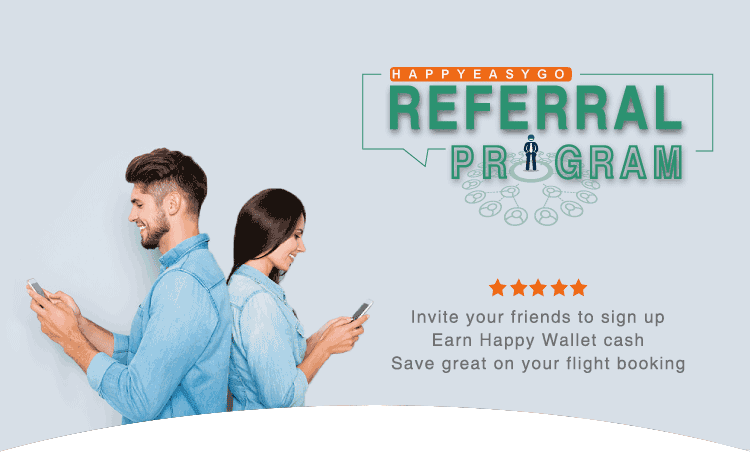 HAPPYEASYGO
REFERRAL
PROGRAM
Invite your friends to sign up
Earn Happy Wallet cash
Save great on your flight booking